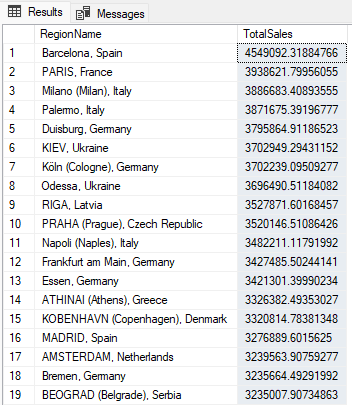 Results Messages
RegionName TotalSales
1 Barcelona, Spain 4549092.31884766
2 PARIS, France 3938621.79956055
3 Milano (Milan), Italy 3886683.40893555
4 Palermo, Italy 3871675.39196777
5 Duisburg, Germany 3795864.91186523
6 KIEV, Ukraine 3702949.29431152
7 Köln (Cologne), Germany 3702239.09509277
8 Odessa, Ukraine 3696490.51184082
9 RIGA, Latvia 3527871.60168457
10 PRAHA (Prague), Czech Republic 3520146.51086426
11 Napoli (Naples), Italy 3482211.11791992
12 Frankfurt am Main, Germany 3427485.50244141
13 Essen, Germany 3421301.39990234
14 ATHINAI (Athens), Greece 3326382.49353027
15 KOBENHAVN (Copenhagen), Denmark 3320814.78381348
16 MADRID, Spain 3276889.6015625
17 AMSTERDAM, Netherlands 3239563.90759277
18 Bremen, Germany 3235664.49291992
19 BEOGRAD (Belgrade), Serbia 3235007.90734863